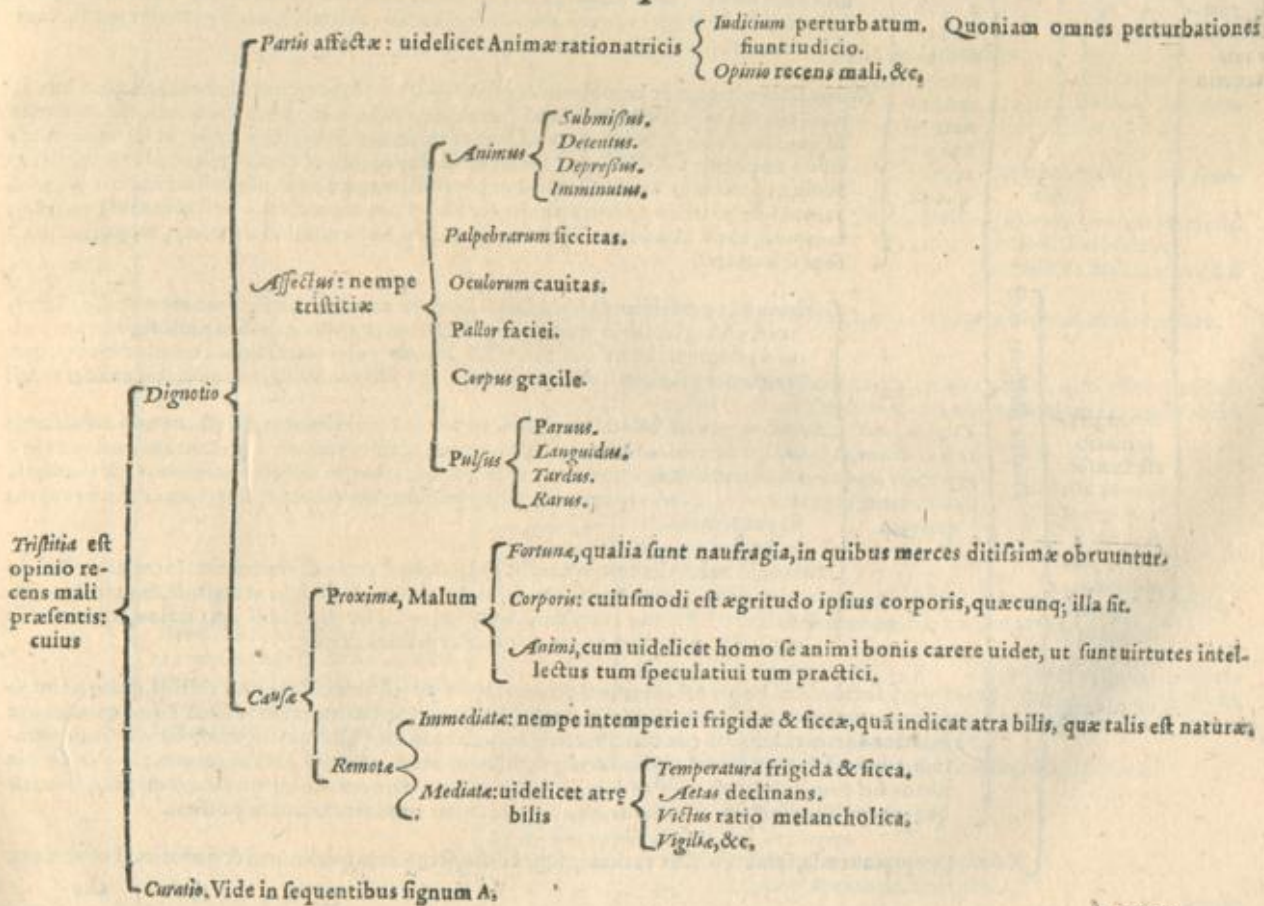 Partis affectæ: uidelicet Animæ rationatricis
Iudicium perturbatum. Quoniam omnes perturbationes
fiunt iudicio.
Opinio recens mali, &c,
Affectus: nempe
tristitiæ
Animus
Submißus.
Detentus.
Depreßus.
Imminutus.
Palpebrarum siccitas.
Oculorum cauitas.
Pallor faciei.
Corpus gracile.
Pulsus
Paruus.
Languidus.
Tardus.
Rarus.
Dignotio
Tristitia est
opinio re-
cens mali
præsentis:
cuius
Causæ
Proximæ, Malum
Fortunæ, qualia sunt naufragia, in quibus merces ditissimæ obruuntur.
Corporis: cuiusmodi est ægritudo ipsius corporis, quæcunq; illa sit.
Animi, cum uidelicet homo se animi bonis carere uidet, ut sunt uirtutes intel-
lectus tum speculatiui tum practici.
Remotæ
Immediatæ: nempe intemperiei frigidæ & siccæ, quā indicat atra bilis, quæ talis est naturæ.
Mediatæ: uidelicet atrę
bilis
Temperatura frigida & sicca.
Aetas declinans.
Victus ratio melancholica.
Vigiliæ, &c.
Curatio. Vide in sequentibus signum A.